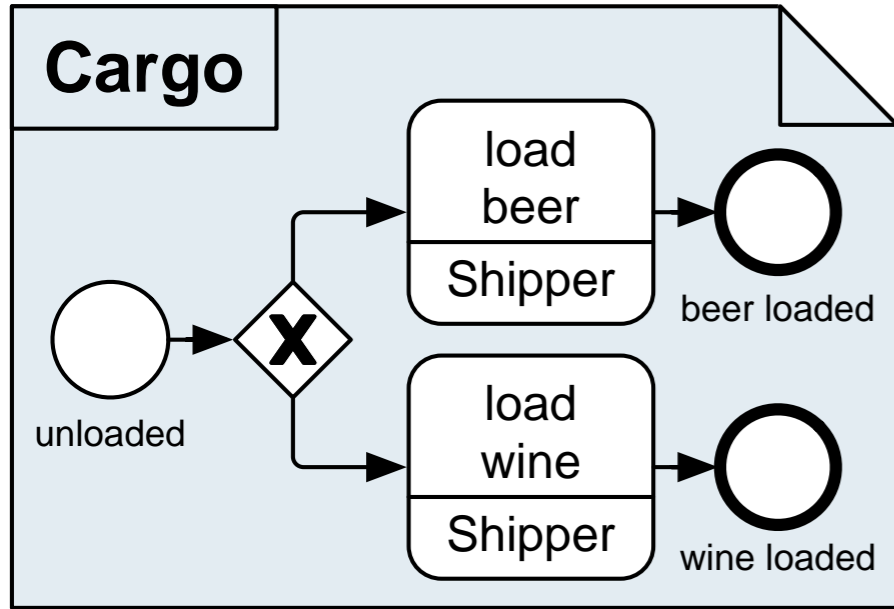 Cargo
load
beer
Shipper
beer loaded
unloaded
X
load
wine
Shipper
wine loaded